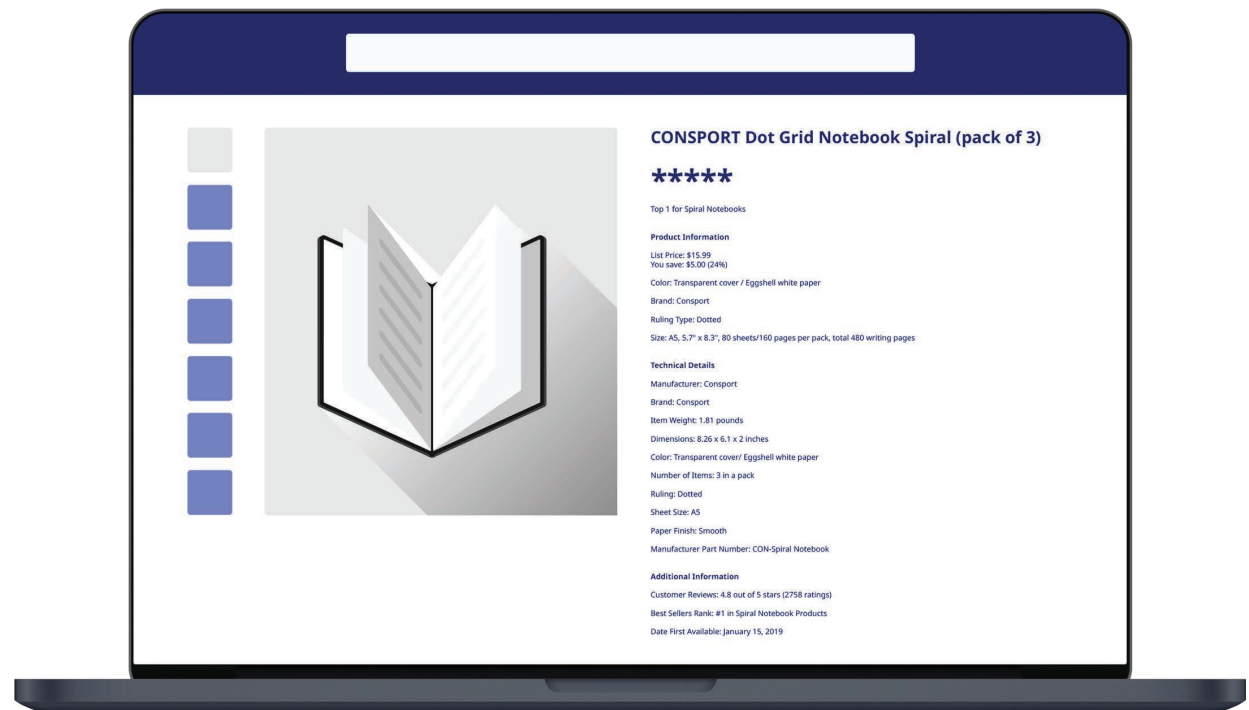 CONSPORT Dot Grid Notebook Spiral (pack of 3)
*****
Top 1 for Spiral Notebooks
Product Information
List Price: $15.99
You save: $5.00 (24%)
Color: Transparent cover / Eggshell white paper
Brand: Consport
Ruling Type: Dotted
Size: A5, 5.7" x 8.3", 80 sheets/160 pages per pack, total 480 writing pages
Technical Details
Manufacturer: Consport
Brand: Consport
Item Weight: 1.81 pounds
Dimensions: 8.26 x 6.1 x 2 inches
Color: Transparent cover/ Eggshell white paper
Number of Items: 3 in a pack
Ruling: Dotted
Sheet Size: A5
Paper Finish: Smooth
Manufacturer Part Number: CON-Spiral Notebook
Additional Information
Customer Reviews: 4.8 out of 5 stars (2758 ratings)
Best Sellers Rank: #1 in Spiral Notebook Products
Date First Available: January 15, 2019